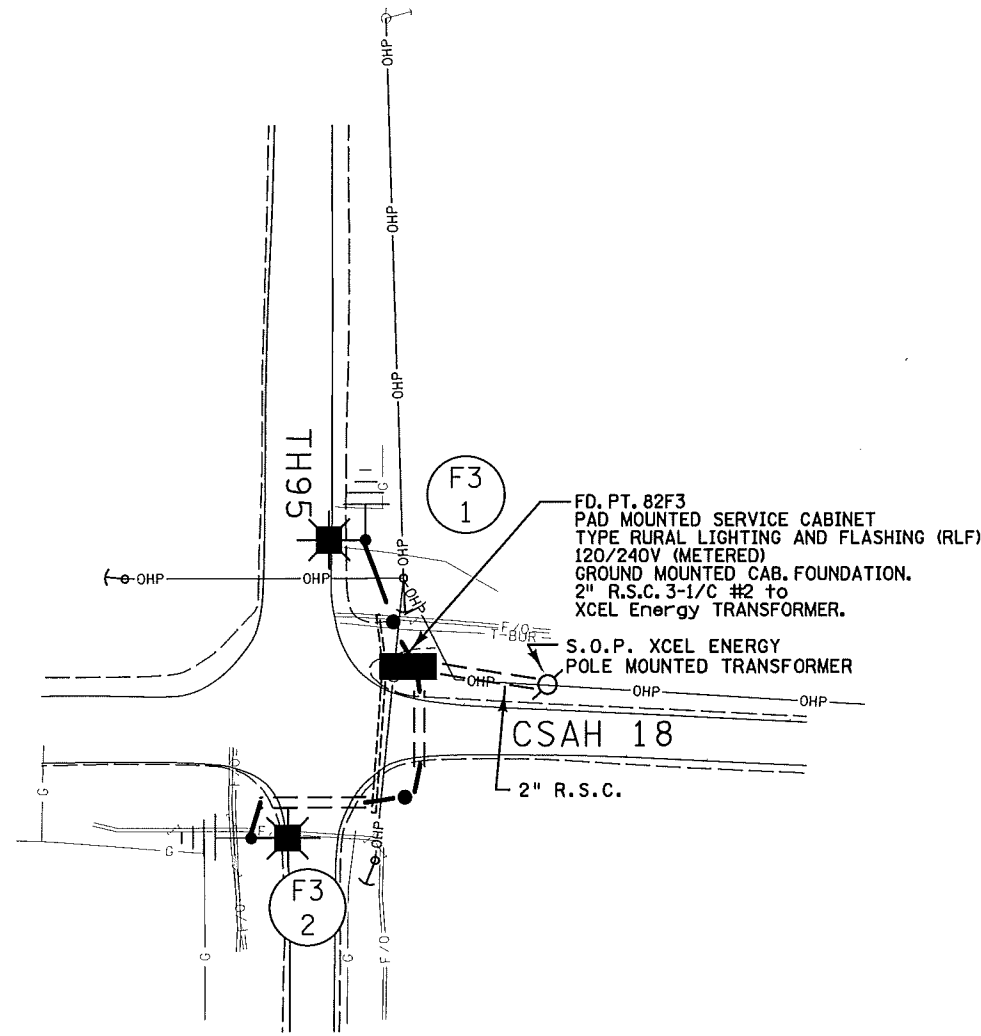 OHP
OHP
OHP
TH95
G
F3
1
FD. PT. 82F3
PAD MOUNTED SERVICE CABINET
TYPE RURAL LIGHTING AND FLASHING (RLF)
120/240V (METERED)
GROUND MOUNTED CAB. FOUNDATION.
2" R.S.C. 3-1/C #2 to
XCEL Energy TRANSFORMER.
OHP
OHP
OHP
OHP
F/O
T-BUR
S.O.P. XCEL ENERGY
POLE MOUNTED TRANSFORMER
OHP
OHP
OHP
CSAH 18
2" R.S.C.
F/O
G
G
OHP
F3
2
F/O
F/O
G
G